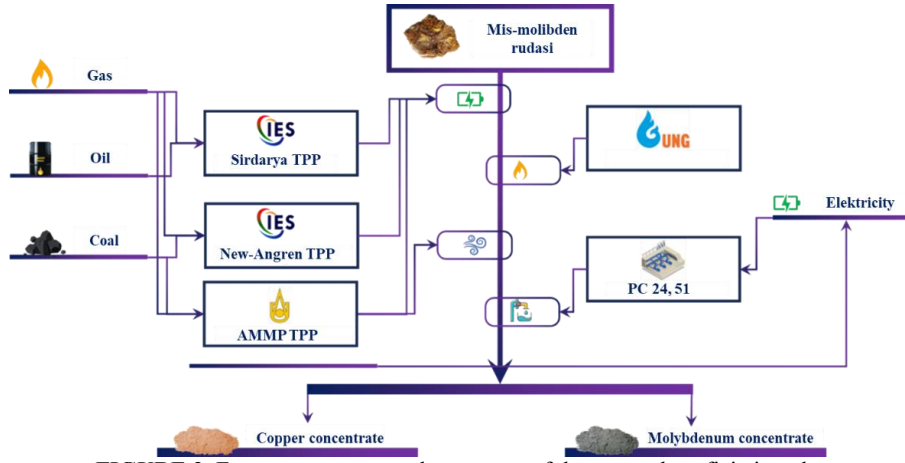 Mis-molibden
rudasi
Gas
IES
Sirdarya TPP
UNG
Oil
Elektricity
IES
New-Angren TPP
Coal
PC 24, 51
AMMP TPP
Copper concentrate
Molybdenum concentrate